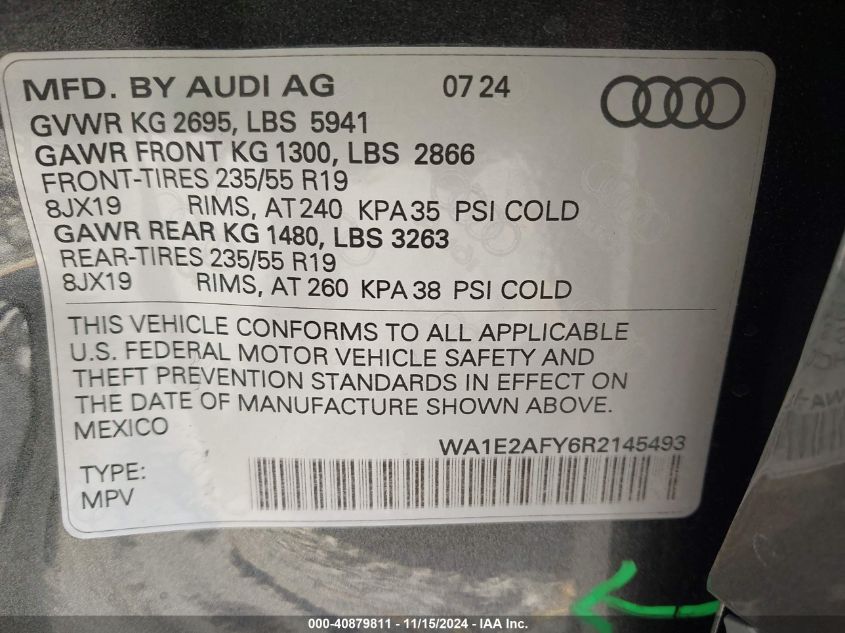 MFD. BY AUDI AG 07 24
GVWR KG 2695, LBS 5941
GAWR FRONT KG 1300, LBS 2866
FRONT-TIRES 235/55 R19
8JX19 RIMS, AT 240 KPA 35 PSI COLD
GAWR REAR KG 1480, LBS 3263
REAR-TIRES 235/55 R19
8JX19 RIMS, AT 260 KPA 38 PSI COLD
THIS VEHICLE CONFORMS TO ALL APPLICABLE
U.S. FEDERAL MOTOR VEHICLE SAFETY AND
THEFT PREVENTION STANDARDS IN EFFECT ON
THE DATE OF MANUFACTURE SHOWN ABOVE.
MEXICO
WA1E2AFY6R2145493
TYPE:
MPV
000-40879811 - 11/15/2024 - IAA Inc.